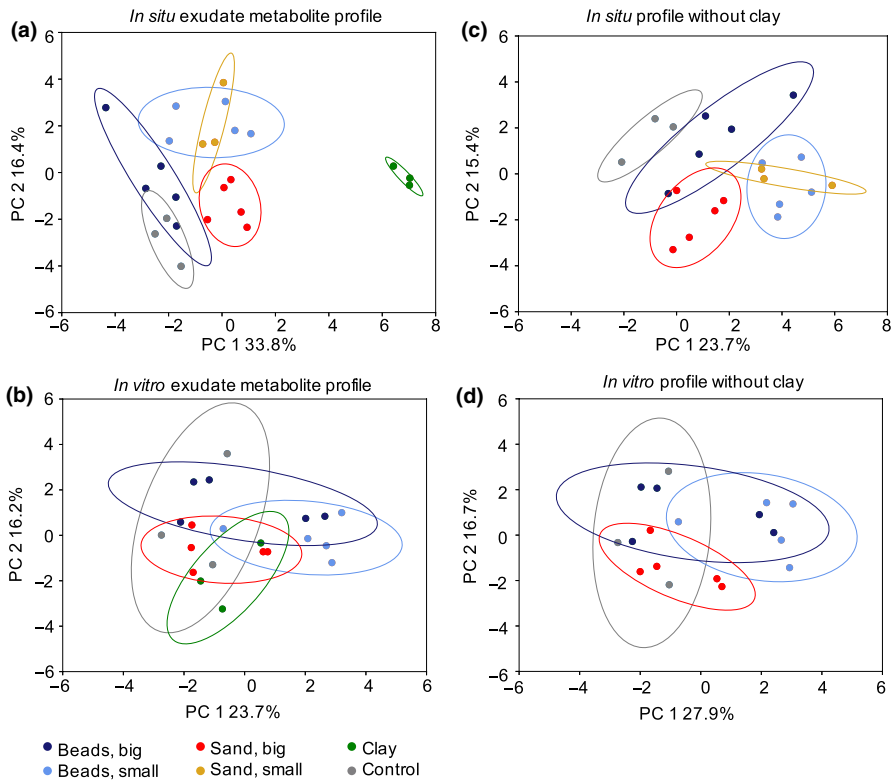 In situ exudate metabolite profile
(a)
6
4
2
0
−2
−4
−6
−6 −4 −2 0 2 4 6 8
PC 2 16.4%
PC 1 33.8%
In situ profile without clay
(c)
6
4
2
0
−2
−4
−6
−6 −4 −2 0 2 4 6 8
PC 2 15.4%
PC 1 23.7%
In vitro exudate metabolite profile
(b)
6
4
2
0
−2
−4
−6
−6 −4 −2 0 2 4 6
PC 2 16.2%
PC 1 23.7%
In vitro profile without clay
(d)
6
4
2
0
−2
−4
−6
−6 −4 −2 0 2 4 6
PC 2 16.7%
PC 1 27.9%
Beads, big Sand, big Clay
Beads, small Sand, small Control